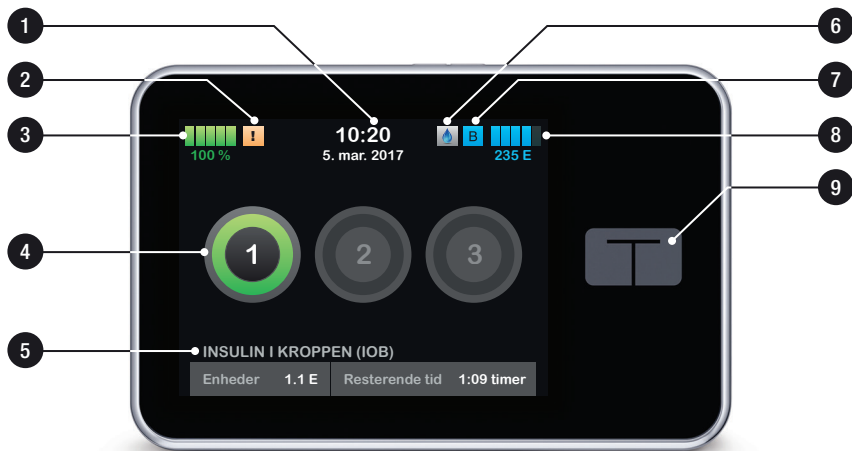 1
6
2
7
3
8
! 10:20 B
100 % 5. mar. 2017 235 E
9
4
1 2 3
5
INSULIN I KROPPEN (IOB)
Enheder 1.1 E Resterende tid 1:09 timer